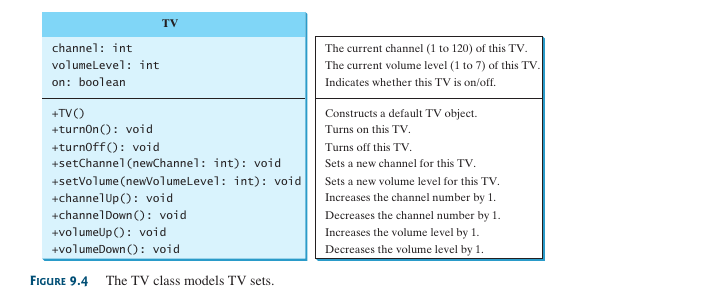 TV
channel: int
volumeLevel: int
on: boolean
The current channel (1 to 120) of this TV.
The current volume level (1 to 7) of this TV.
Indicates whether this TV is on/off.
+TV()
+turnOn(): void
+turnOff(): void
+setChannel(newChannel: int): void
+setVolume(newVolumeLevel: int): void
+channelUp(): void
+channelDown(): void
+volumeUp(): void
+volumeDown(): void
Constructs a default TV object.
Turns on this TV.
Turns off this TV.
Sets a new channel for this TV.
Sets a new volume level for this TV.
Increases the channel number by 1.
Decreases the channel number by 1.
Increases the volume level by 1.
Decreases the volume level by 1.
FIGURE 9.4 The TV class models TV sets.